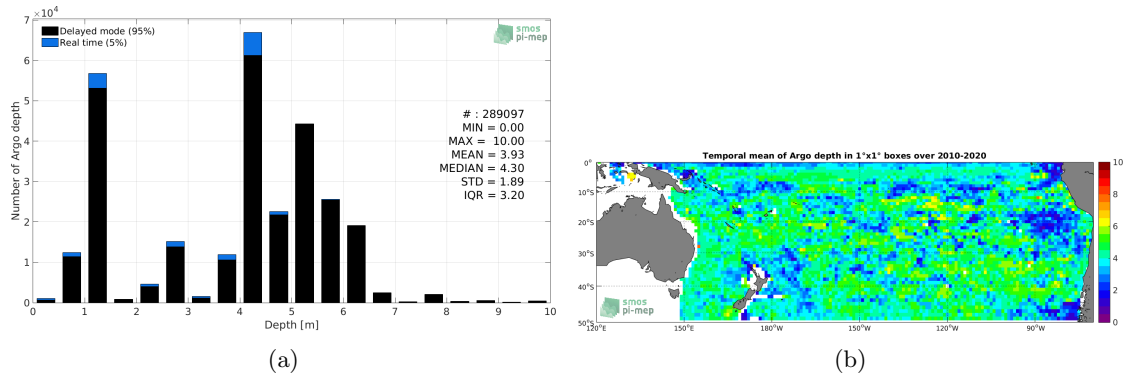 7 ×10⁴
6
5
4
3
2
1
0
Number of Argo depth
Delayed mode (95%)
Real time (5%)
smos
pi-mep
# : 289097
MIN = 0.00
MAX = 10.00
MEAN = 3.93
MEDIAN = 4.30
STD = 1.89
IQR = 3.20
0 1 2 3 4 5 6 7 8 9 10
Depth [m]
(a)
Temporal mean of Argo depth in 1°x1° boxes over 2010-2020
0°
10°S
20°S
30°S
40°S
50°S
smos
pi-mep
120°E 150°E 180°W 150°W 120°W 90°W
10
8
6
4
2
0
(b)